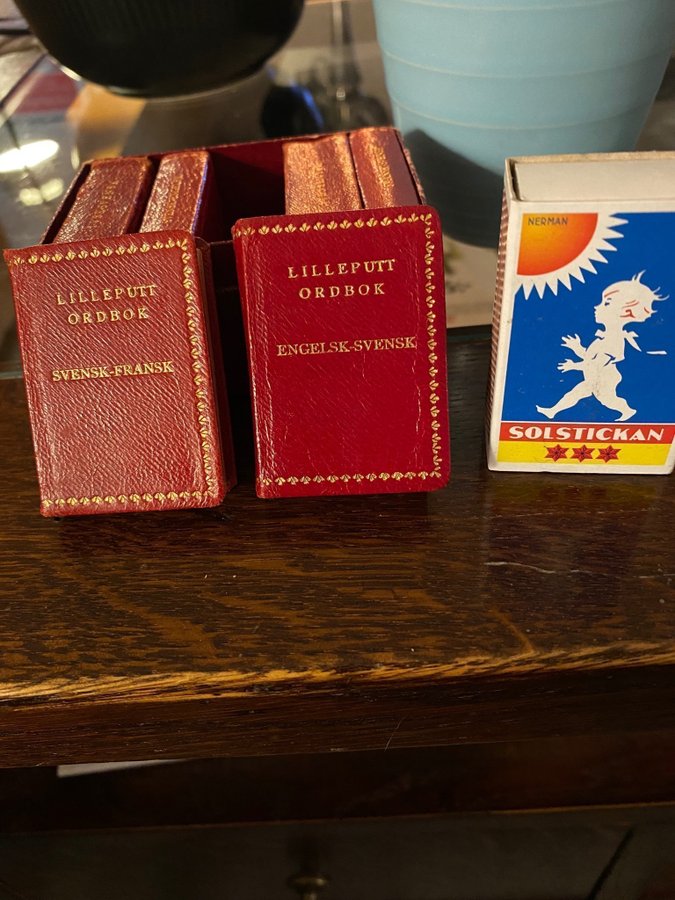 LILLEPUTT
ORDBOK
SVENSK-FRANSK
LILLEPUTT
ORDBOK
ENGELSK-SVENSK
NERMAN
SOLSTICKAN